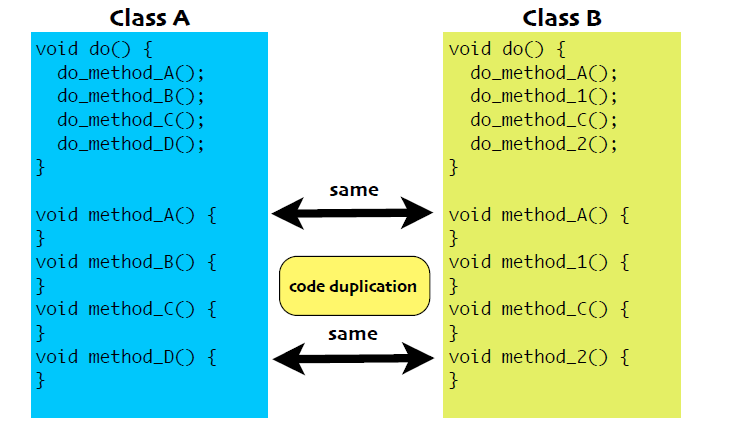 Class A
void do() {
do_method_A();
do_method_B();
do_method_C();
do_method_D();
}
void method_A() {
}
void method_B() {
}
void method_C() {
}
void method_D() {
}
same
code duplication
same
Class B
void do() {
do_method_A();
do_method_1();
do_method_C();
do_method_2();
}
void method_A() {
}
void method_1() {
}
void method_C() {
}
void method_2() {
}